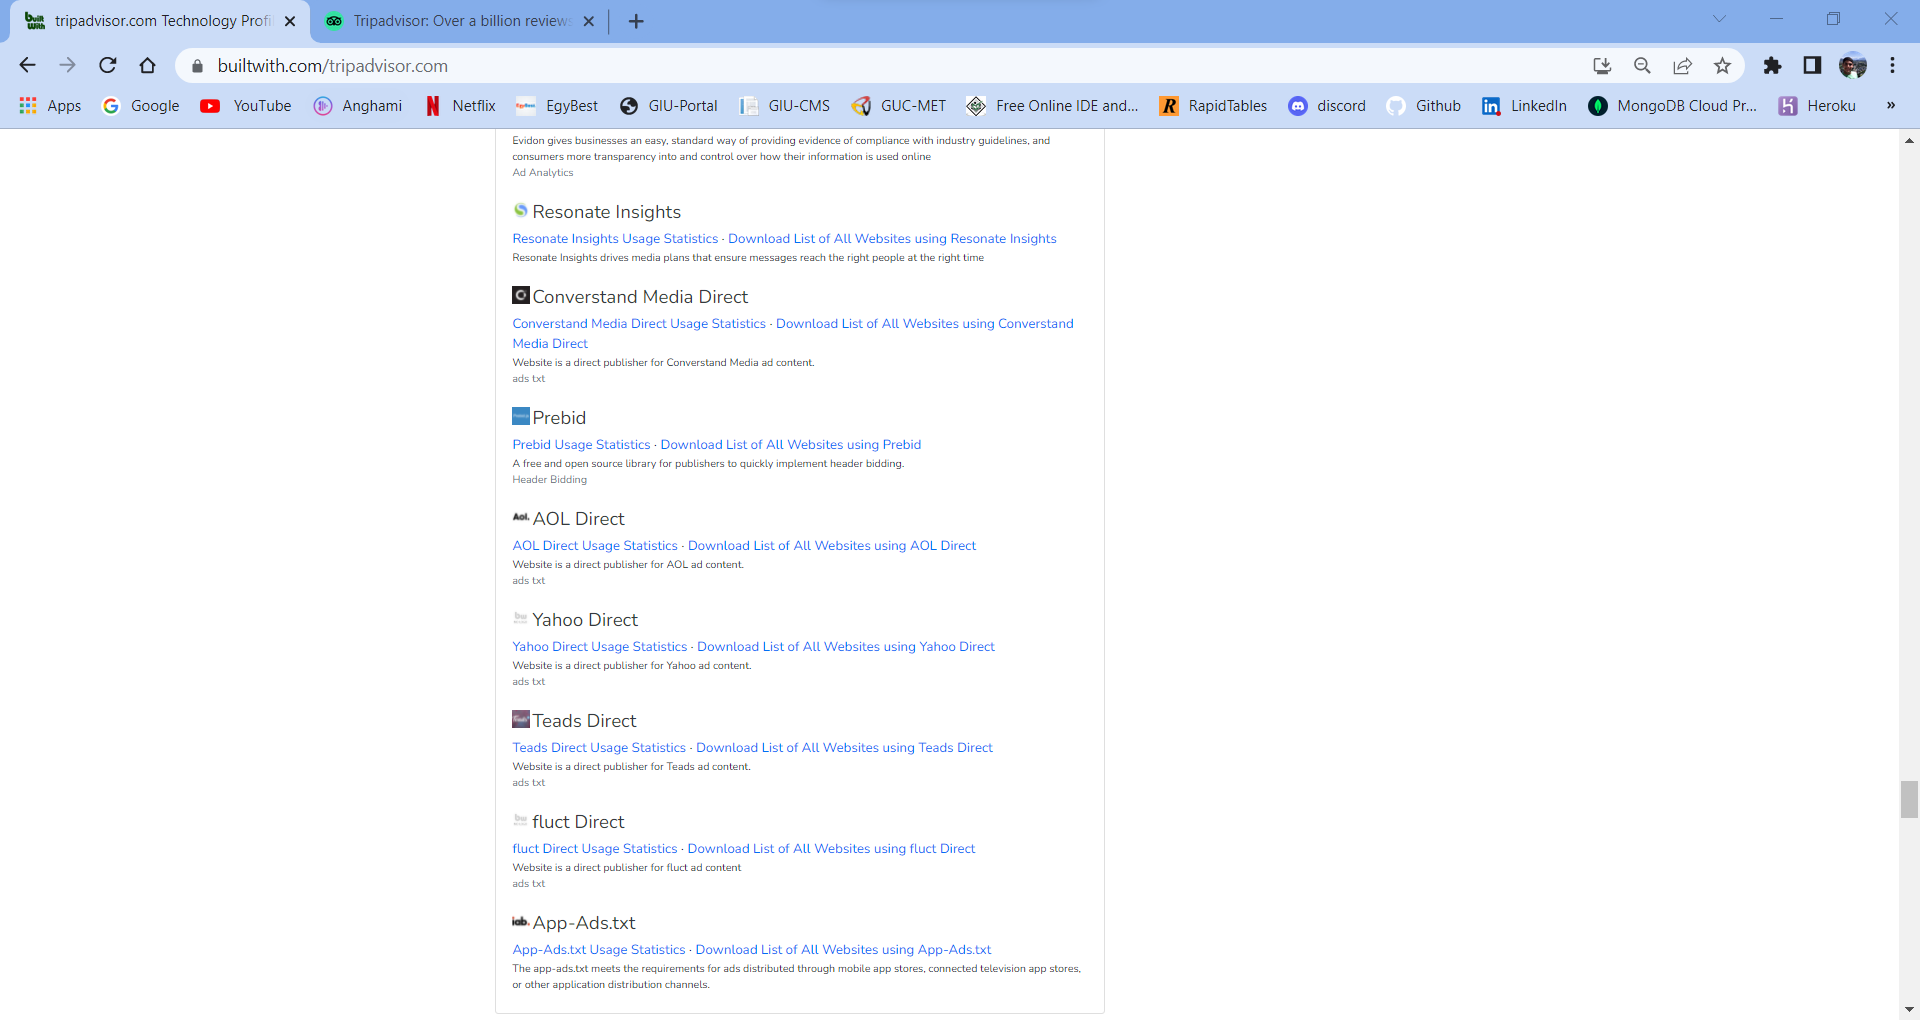 tripadvisor.com Technology Profi
Tripadvisor: Over a billion reviews
builtwith.com/tripadvisor.com
Apps Google YouTube Anghami Netflix EgyBest GIU-Portal GIU-CMS GUC-MET Free Online IDE and... RapidTables discord Github LinkedIn MongoDB Cloud Pr... Heroku »
Evidon gives businesses an easy, standard way of providing evidence of compliance with industry guidelines, and
consumers more transparency into and control over how their information is used online
Ad Analytics
Resonate Insights
Resonate Insights Usage Statistics · Download List of All Websites using Resonate Insights
Resonate Insights drives media plans that ensure messages reach the right people at the right time
Converstand Media Direct
Converstand Media Direct Usage Statistics · Download List of All Websites using Converstand
Media Direct
Website is a direct publisher for Converstand Media ad content.
ads txt
Prebid
Prebid Usage Statistics · Download List of All Websites using Prebid
A free and open source library for publishers to quickly implement header bidding.
Header Bidding
Aol. AOL Direct
AOL Direct Usage Statistics · Download List of All Websites using AOL Direct
Website is a direct publisher for AOL ad content.
ads txt
Yahoo Direct
Yahoo Direct Usage Statistics · Download List of All Websites using Yahoo Direct
Website is a direct publisher for Yahoo ad content.
ads txt
Teads Direct
Teads Direct Usage Statistics · Download List of All Websites using Teads Direct
Website is a direct publisher for Teads ad content.
ads txt
fluct Direct
fluct Direct Usage Statistics · Download List of All Websites using fluct Direct
Website is a direct publisher for fluct ad content
ads txt
iab. App-Ads.txt
App-Ads.txt Usage Statistics · Download List of All Websites using App-Ads.txt
The app-ads.txt meets the requirements for ads distributed through mobile app stores, connected television app stores,
or other application distribution channels.